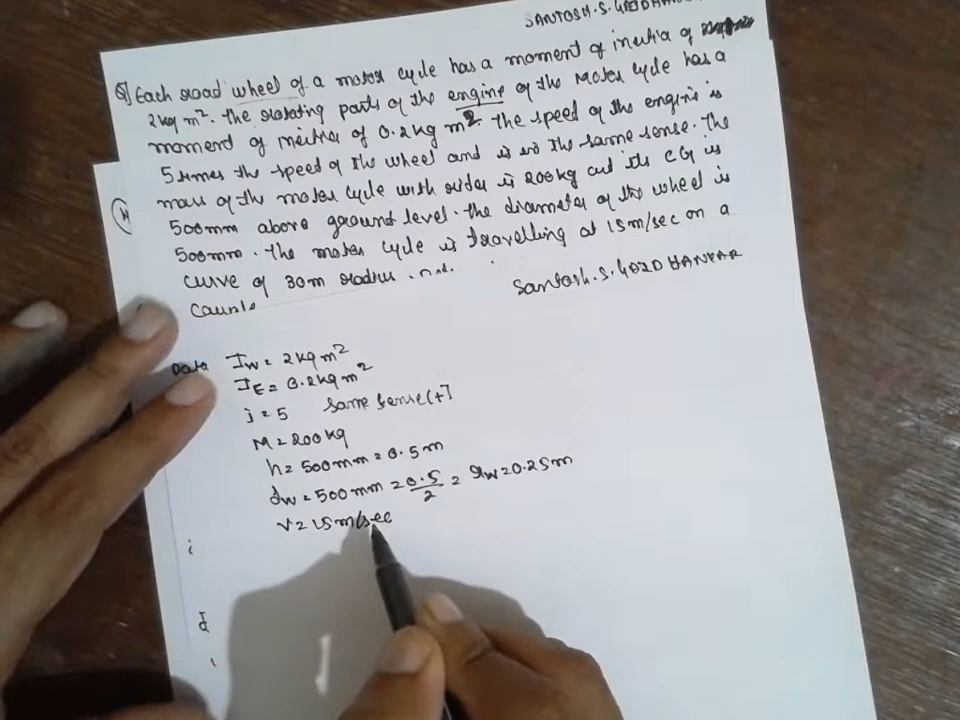 SANTOSH.S.
Q] Each road wheel of a motor cycle has a moment of inertia of
2kg m². The rotating parts of the engine of the Motor cycle has a
moment of inertia of 0.2kg m². The speed of the engine is
5 times the speed of the wheel and is in the same sense. The
mass of the motor cycle with rider is 200kg and its CG is
500mm above ground level. The diameter of the wheel is
500mm. The motor cycle is travelling at 15m/sec on a
curve of 30m radius.
Santosh.S.
Data Iw = 2kgm²
IE = 0.2kgm²
i = 5 Same sense (+]
M = 200kg
h = 500mm = 0.5m
dw = 500mm = 0.5/2 = rw = 0.25m
V = 15m/sec